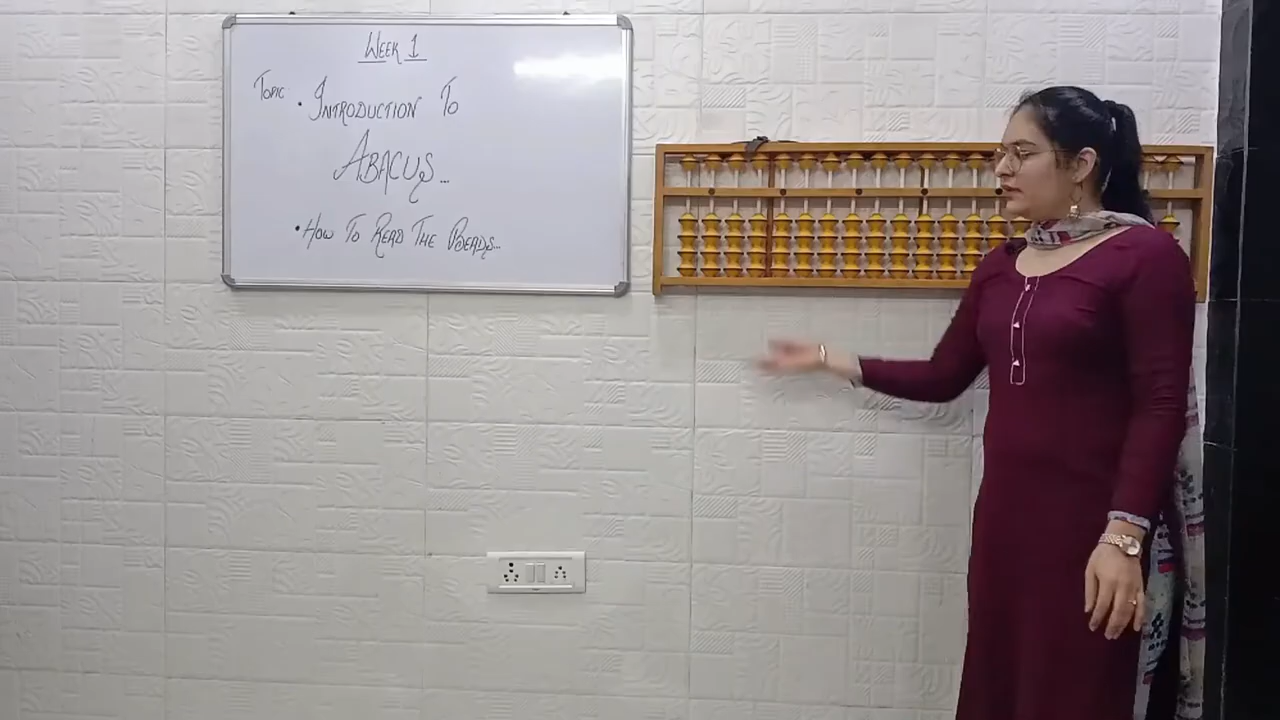 WEEK 1
TOPIC: • INTRODUCTION TO
ABACUS...
• HOW TO READ THE BEADS...